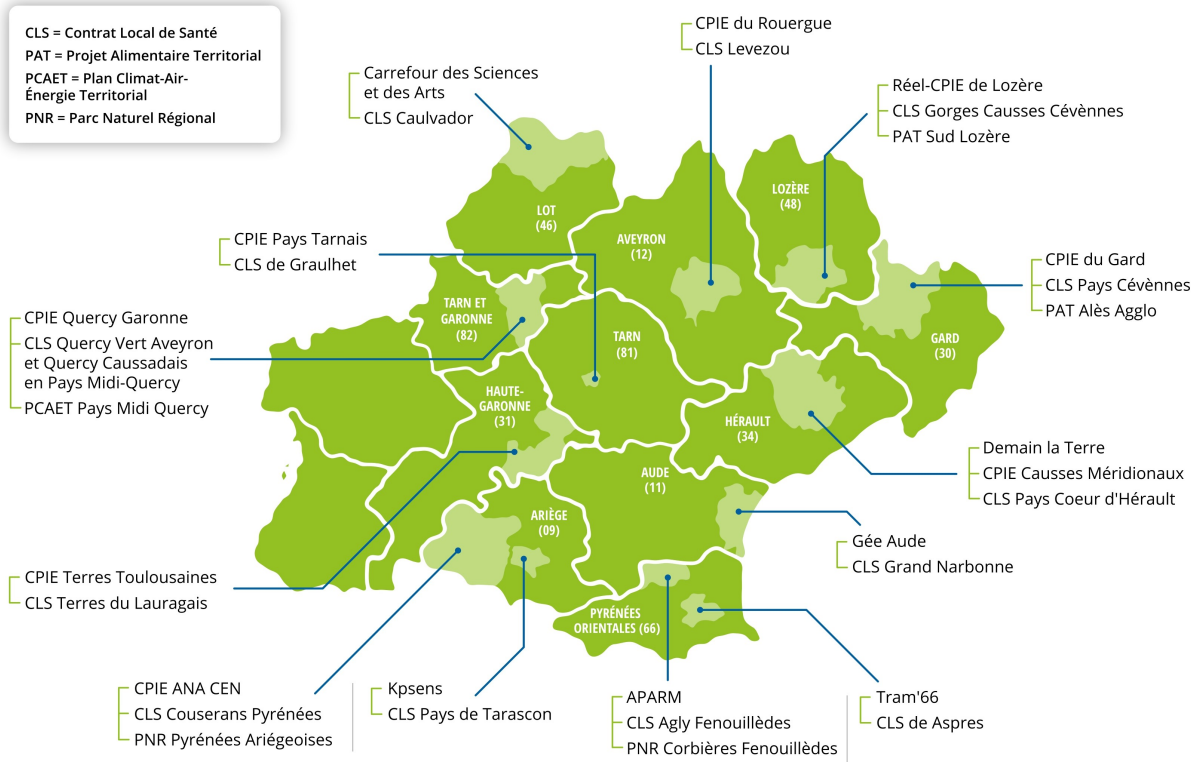 CLS = Contrat Local de Santé
PAT = Projet Alimentaire Territorial
PCAET = Plan Climat-Air-
Énergie Territorial
PNR = Parc Naturel Régional
CPIE du Rouergue
CLS Levezou
Carrefour des Sciences
et des Arts
CLS Caulvador
Réel-CPIE de Lozère
CLS Gorges Causses Cévènnes
PAT Sud Lozère
LOZÈRE
(48)
LOT
(46)
AVEYRON
(12)
CPIE Pays Tarnais
CLS de Graulhet
CPIE du Gard
CLS Pays Cévennes
PAT Alès Agglo
TARN ET
GARONNE
(82)
TARN
(81)
GARD
(30)
CPIE Quercy Garonne
CLS Quercy Vert Aveyron
et Quercy Caussadais
en Pays Midi-Quercy
PCAET Pays Midi Quercy
HAUTE-
GARONNE
(31)
HÉRAULT
(34)
Demain la Terre
CPIE Causses Méridionaux
CLS Pays Coeur d'Hérault
AUDE
(11)
ARIÈGE
(09)
Gée Aude
CLS Grand Narbonne
CPIE Terres Toulousaines
CLS Terres du Lauragais
PYRÉNÉES
ORIENTALES (66)
CPIE ANA CEN
CLS Couserans Pyrénées
PNR Pyrénées Ariégeoises
Kpsens
CLS Pays de Tarascon
APARM
CLS Agly Fenouillèdes
PNR Corbières Fenouillèdes
Tram'66
CLS de Aspres